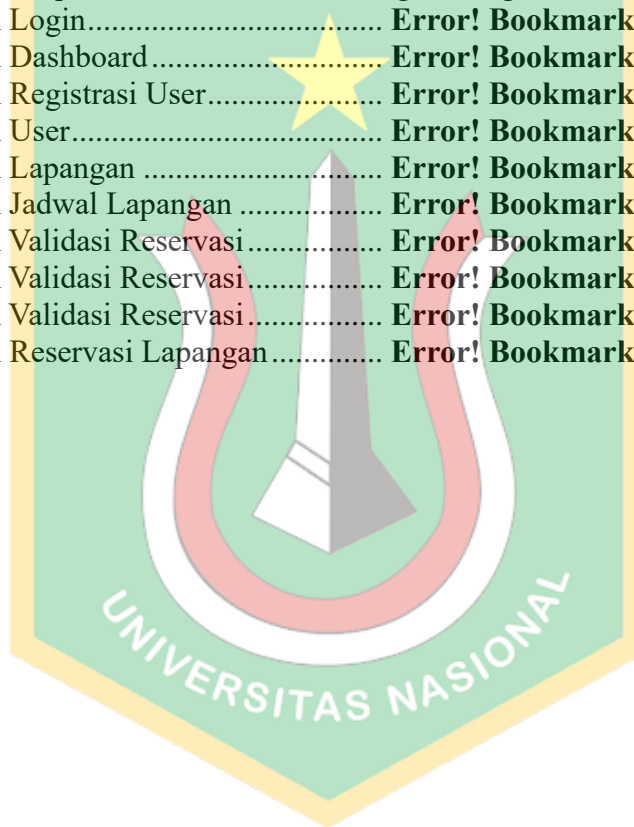 Login................................ Error! Bookmark
Dashboard......................... Error! Bookmark
Registrasi User................... Error! Bookmark
User.................................. Error! Bookmark
Lapangan ......................... Error! Bookmark
Jadwal Lapangan ................ Error! Bookmark
Validasi Reservasi............... Error! Bookmark
Validasi Reservasi............... Error! Bookmark
Validasi Reservasi............... Error! Bookmark
Reservasi Lapangan............. Error! Bookmark
UNIVERSITAS NASIONAL